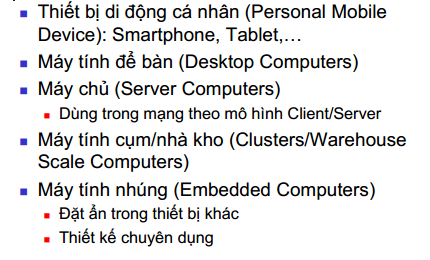 Thiết bị di động cá nhân (Personal Mobile
Device): Smartphone, Tablet,…
Máy tính để bàn (Desktop Computers)
Máy chủ (Server Computers)
Dùng trong mạng theo mô hình Client/Server
Máy tính cụm/nhà kho (Clusters/Warehouse
Scale Computers)
Máy tính nhúng (Embedded Computers)
Đặt ẩn trong thiết bị khác
Thiết kế chuyên dụng